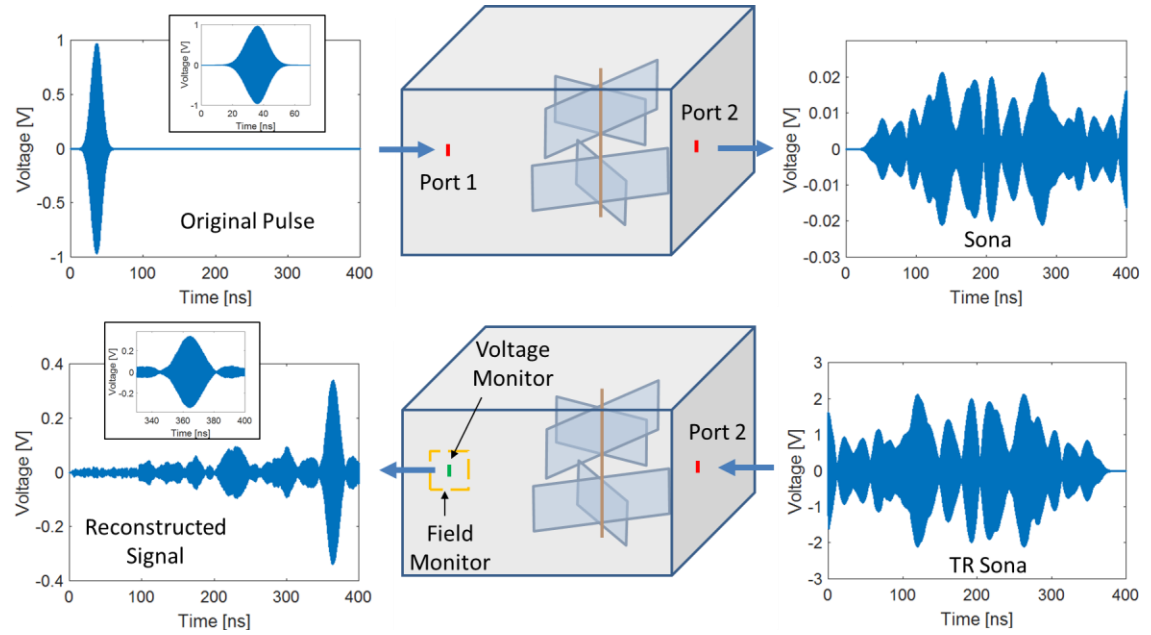 Voltage [V]
1
0.5
0
-0.5
-1
0 100 200 300 400
Time [ns]
Original Pulse
Voltage [V]
1
0
-1
0 20 40 60
Time [ns]
Port 1
Port 2
Voltage [V]
0.02
0.01
0
-0.01
-0.02
-0.03
0 100 200 300 400
Time [ns]
Sona
Voltage [V]
0.4
0.2
0
-0.2
-0.4
0 100 200 300 400
Time [ns]
Reconstructed
Signal
Voltage [V]
0.2
0
-0.2
340 360 380 400
Time [ns]
Voltage
Monitor
Port 2
Field
Monitor
Voltage [V]
3
2
1
0
-1
-2
-3
0 100 200 300 400
Time [ns]
TR Sona